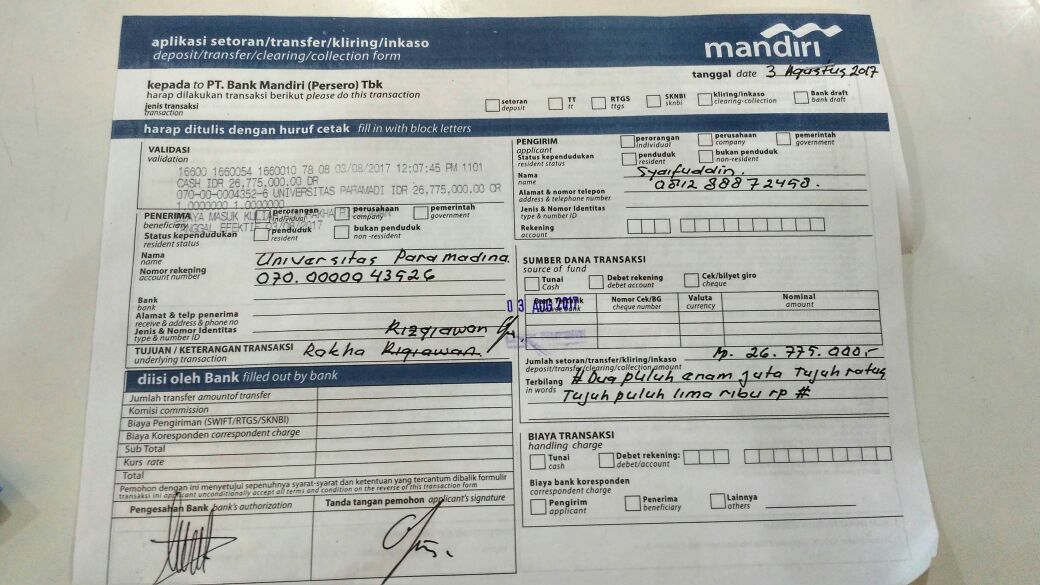 aplikasi setoran/transfer/kliring/inkaso
deposit/transfer/clearing/collection form
mandiri
tanggal date 3 Agustus 2017
kepada to PT. Bank Mandiri (Persero) Tbk
harap dilakukan transaksi berikut please do this transaction
jenis transaksi
transaction
setoran
deposit
TT
tt
RTGS
rtgs
SKNBI
sknbi
kliring/inkaso
clearing-collection
Bank draft
bank draft
harap ditulis dengan huruf cetak fill in with block letters
VALIDASI
validation
16600 1660054 1660010 78 08 03/08/2017 12:07:45 PM 1101
CASH IDR 26,775,000.00 DR
070-00-0004352-6 UNIVERSITAS PARAMADI IDR 26,775,000.00 CR
1.0000000 1.0000000
PENERIMA
beneficiary
perorangan
individual
perusahaan
company
pemerintah
government
Status kependudukan
resident status
penduduk
resident
bukan penduduk
non-resident
Nama
name
Universitas Paramadina
Nomor rekening
account number
070.0000043526
Bank
bank
Alamat & telp penerima
receive & address & phone no
Jenis & Nomor Identitas
type & number ID
Rizqiawan
TUJUAN / KETERANGAN TRANSAKSI
underlying transaction
Rakha
diisi oleh Bank filled out by bank
Jumlah transfer amountof transfer
Komisi commission
Biaya Pengiriman (SWIFT/RTGS/SKNBI)
Biaya Koresponden correspondent charge
Sub Total
Kurs rate
Total
Pemohon dengan ini menyetujui sepenuhnya syarat-syarat dan ketentuan yang tercantum dibalik formulir
transaksi ini applicant unconditionally accept all terms and condition on the reverse of this transaction form
Pengesahan Bank bank's authorization
Tanda tangan pemohon applicant's signature
PENGIRIM
applicant
perorangan
individual
perusahaan
company
pemerintah
government
Status kependudukan
resident status
penduduk
resident
bukan penduduk
non-resident
Nama
name
Syaifuddin.
Alamat & nomor telepon
address & telephone number
0812 88872458.
Jenis & Nomor Identitas
type & number ID
Rekening
account
SUMBER DANA TRANSAKSI
source of fund
Tunai
Cash
Debet rekening
debet account
Cek/bilyet giro
cheque
Nomor Cek/BG
cheque number
Valuta
currency
Nominal
amount
03 AUG 2017
Jumlah setoran/transfer/kliring/inkaso
deposit/transfer/clearing/collection amount
Rp. 26.775.000,-
Terbilang
in words
# Dua puluh enam juta Tujuh ratus
Tujuh puluh lima ribu rp #
BIAYA TRANSAKSI
handling charge
Tunai
cash
Debet rekening:
debet/account
Biaya bank koresponden
correspondent charge
Pengirim
applicant
Penerima
beneficiary
Lainnya
others